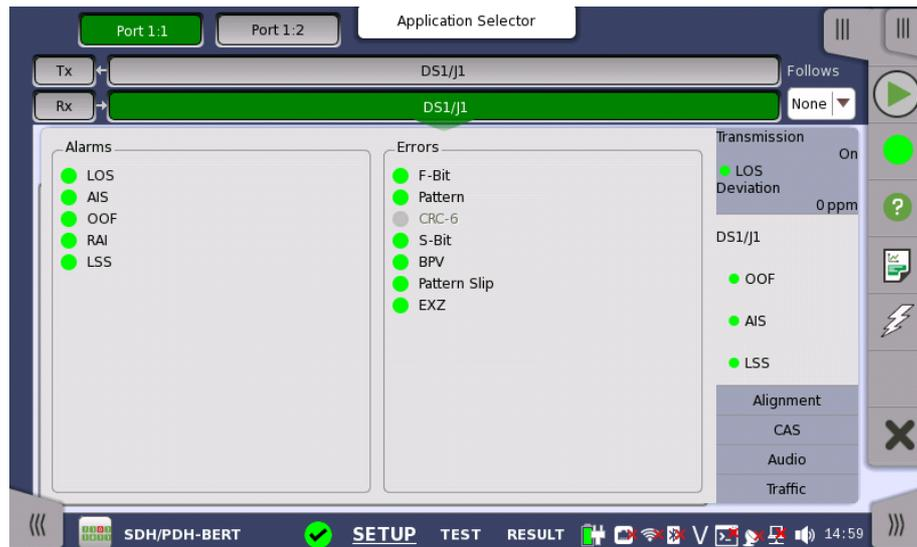 Application Selector
Port 1:1
Port 1:2
Tx
DS1/J1
Follows
Rx
DS1/J1
None
Alarms
LOS
AIS
OOF
RAI
LSS
Errors
F-Bit
Pattern
CRC-6
S-Bit
BPV
Pattern Slip
EXZ
Transmission
On
LOS
Deviation
0 ppm
DS1/J1
OOF
AIS
LSS
Alignment
CAS
Audio
Traffic
SDH/PDH-BERT
SETUP
TEST
RESULT
V
14:59